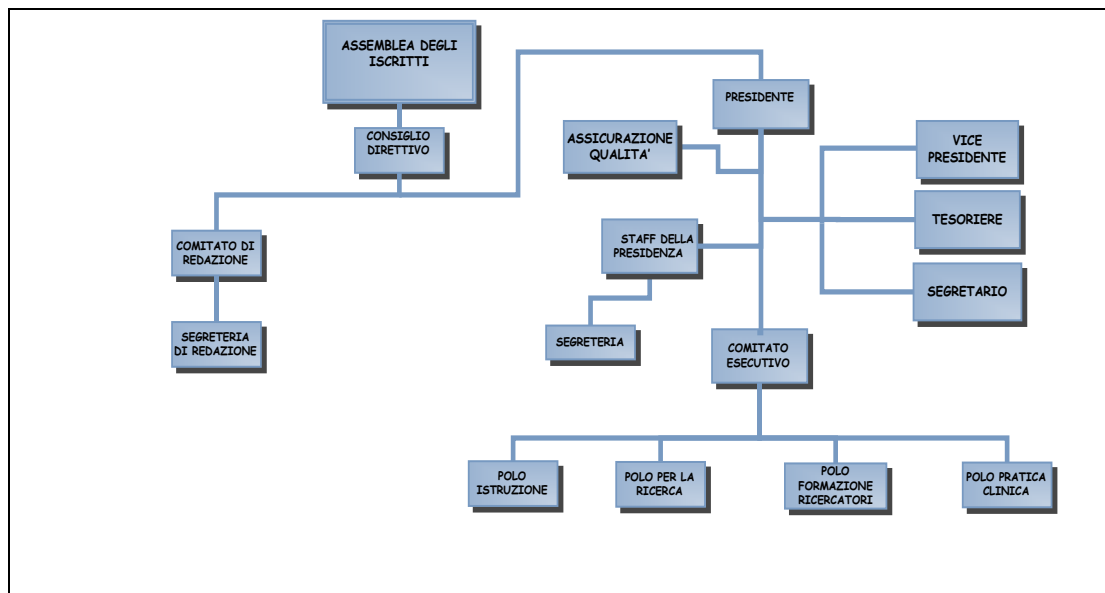 ASSEMBLEA DEGLI
ISCRITTI
CONSIGLIO
DIRETTIVO
PRESIDENTE
ASSICURAZIONE
QUALITA'
VICE
PRESIDENTE
TESORIERE
SEGRETARIO
COMITATO DI
REDAZIONE
STAFF DELLA
PRESIDENZA
SEGRETERIA
DI REDAZIONE
SEGRETERIA
COMITATO
ESECUTIVO
POLO
ISTRUZIONE
POLO PER LA
RICERCA
POLO
FORMAZIONE
RICERCATORI
POLO PRATICA
CLINICA